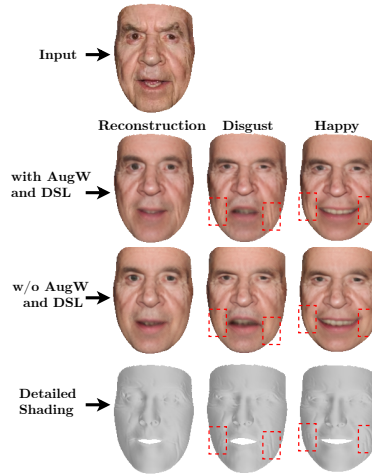 Input
Reconstruction Disgust Happy
with AugW
and DSL
w/o AugW
and DSL
Detailed
Shading